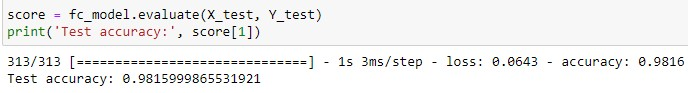 score = fc_model.evaluate(X_test, Y_test)
print('Test accuracy:', score[1])
313/313 [==============================] - 1s 3ms/step - loss: 0.0643 - accuracy: 0.9816
Test accuracy: 0.9815999865531921